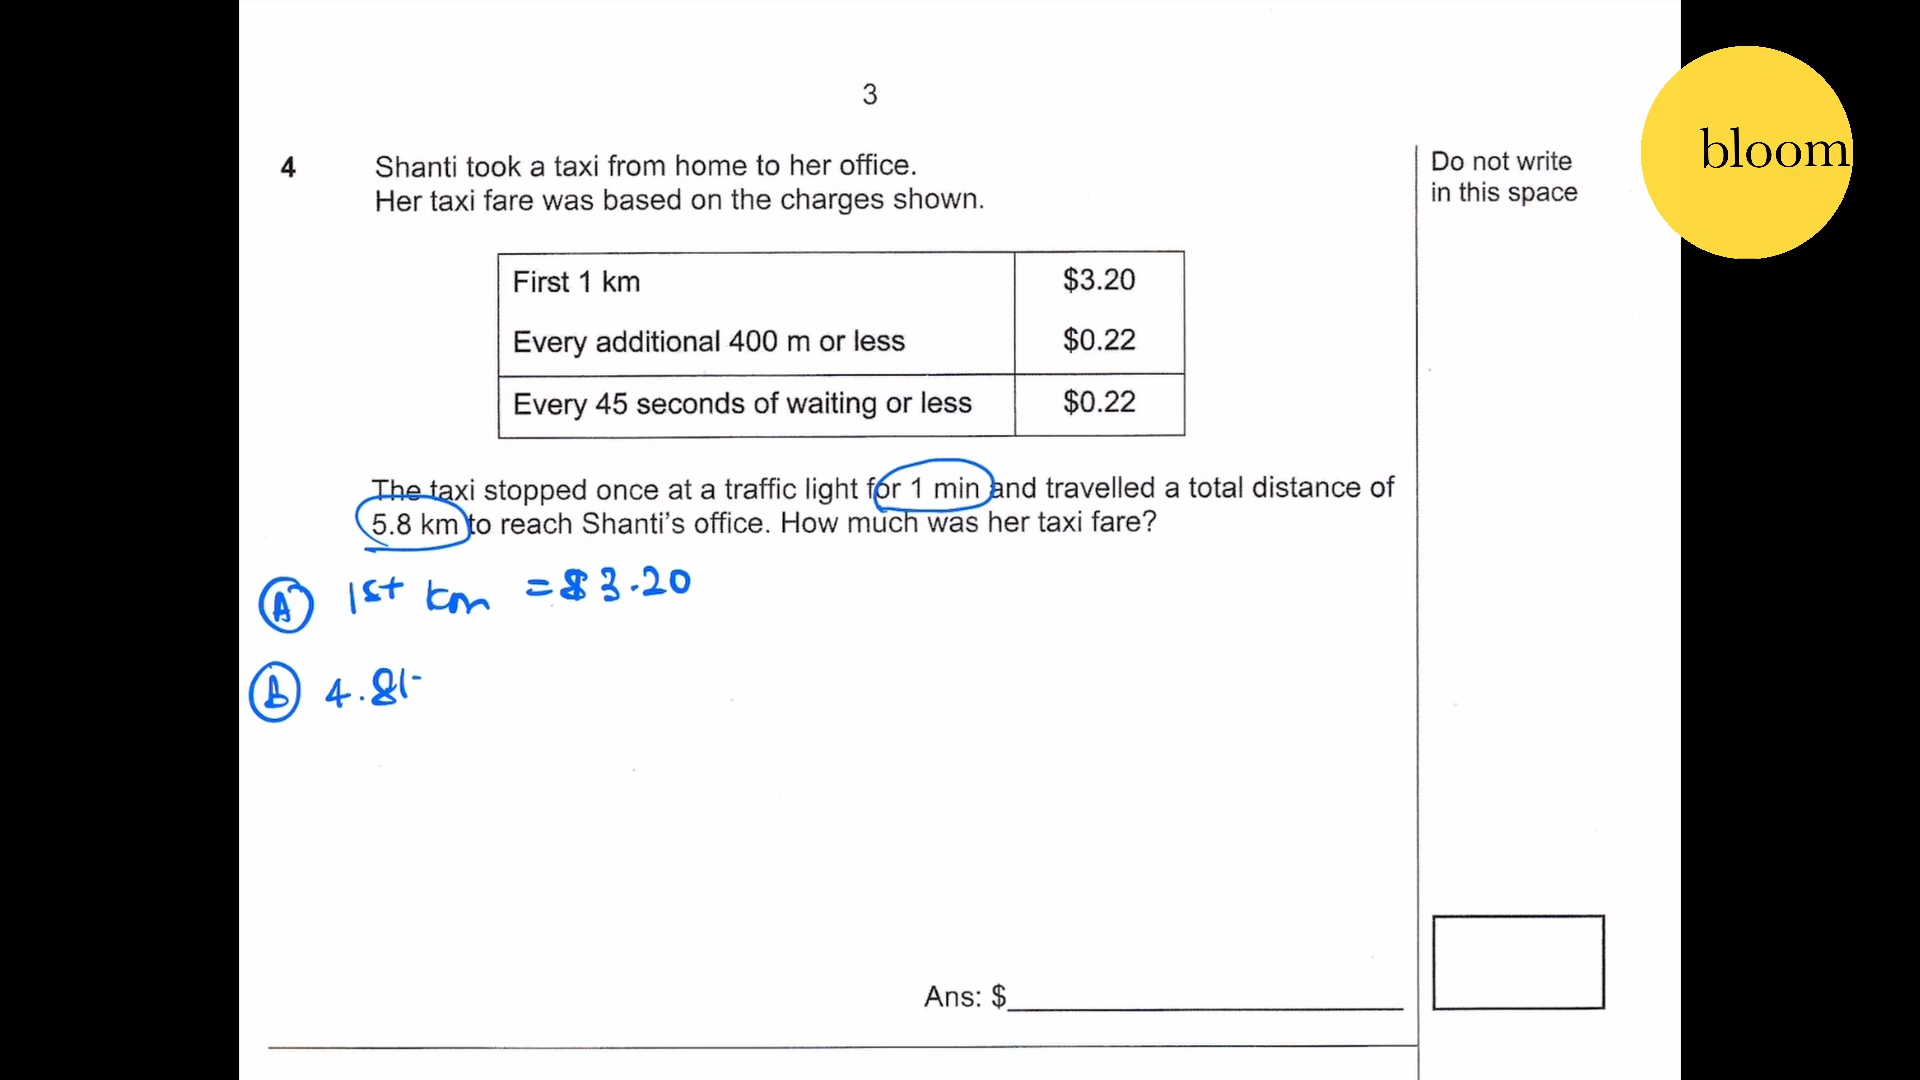 3
bloom
4 Shanti took a taxi from home to her office.
Her taxi fare was based on the charges shown.
Do not write
in this space
First 1 km $3.20
Every additional 400 m or less $0.22
Every 45 seconds of waiting or less $0.22
The taxi stopped once at a traffic light for 1 min and travelled a total distance of
5.8 km to reach Shanti's office. How much was her taxi fare?
A 1st km = $3.20
B 4.8
Ans: $